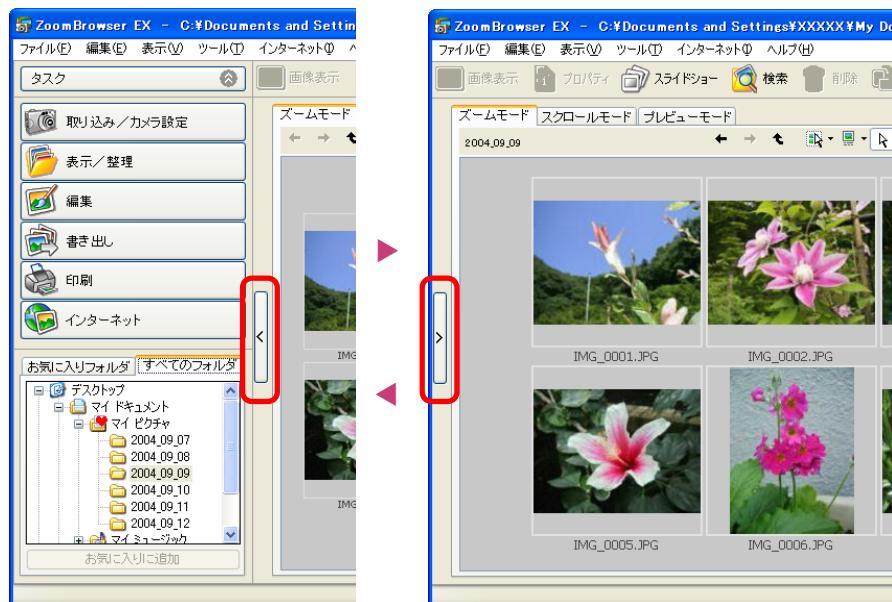 ZoomBrowser EX - C:¥Documents and Settin
ファイル(F) 編集(E) 表示(V) ツール(T) インターネット(I)
タスク
画像表示
取り込み／カメラ設定
表示／整理
編集
書き出し
印刷
インターネット
お気に入りフォルダ すべてのフォルダ
デスクトップ
マイ ドキュメント
マイ ピクチャ
2004_09_07
2004_09_08
2004_09_09
2004_09_10
2004_09_11
2004_09_12
マイ ミュージック
お気に入りに追加
ズームモード
IMG
IMG
<
ZoomBrowser EX - C:¥Documents and Settings¥XXXXX¥My Do
ファイル(F) 編集(E) 表示(V) ツール(T) インターネット(I) ヘルプ(H)
画像表示 プロパティ スライドショー 検索 削除
ズームモード スクロールモード プレビューモード
2004_09_09
>
IMG_0001.JPG IMG_0002.JPG
IMG_0005.JPG IMG_0006.JPG